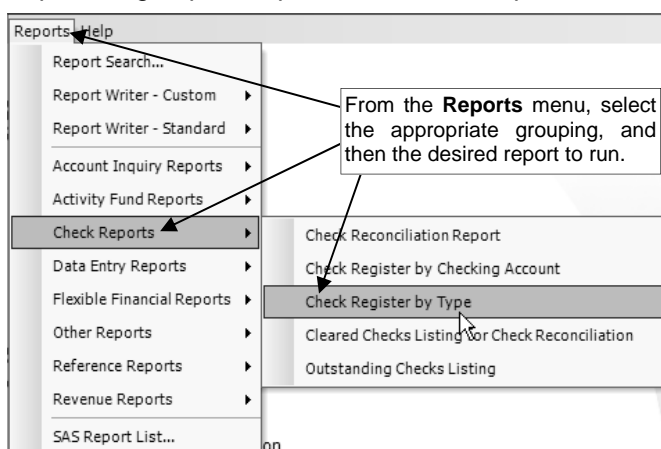 Reports Help
Report Search...
Report Writer - Custom
Report Writer - Standard
Account Inquiry Reports
Activity Fund Reports
Check Reports
Data Entry Reports
Flexible Financial Reports
Other Reports
Reference Reports
Revenue Reports
SAS Report List...
on
From the Reports menu, select
the appropriate grouping, and
then the desired report to run.
Check Reconciliation Report
Check Register by Checking Account
Check Register by Type
Cleared Checks Listing for Check Reconciliation
Outstanding Checks Listing